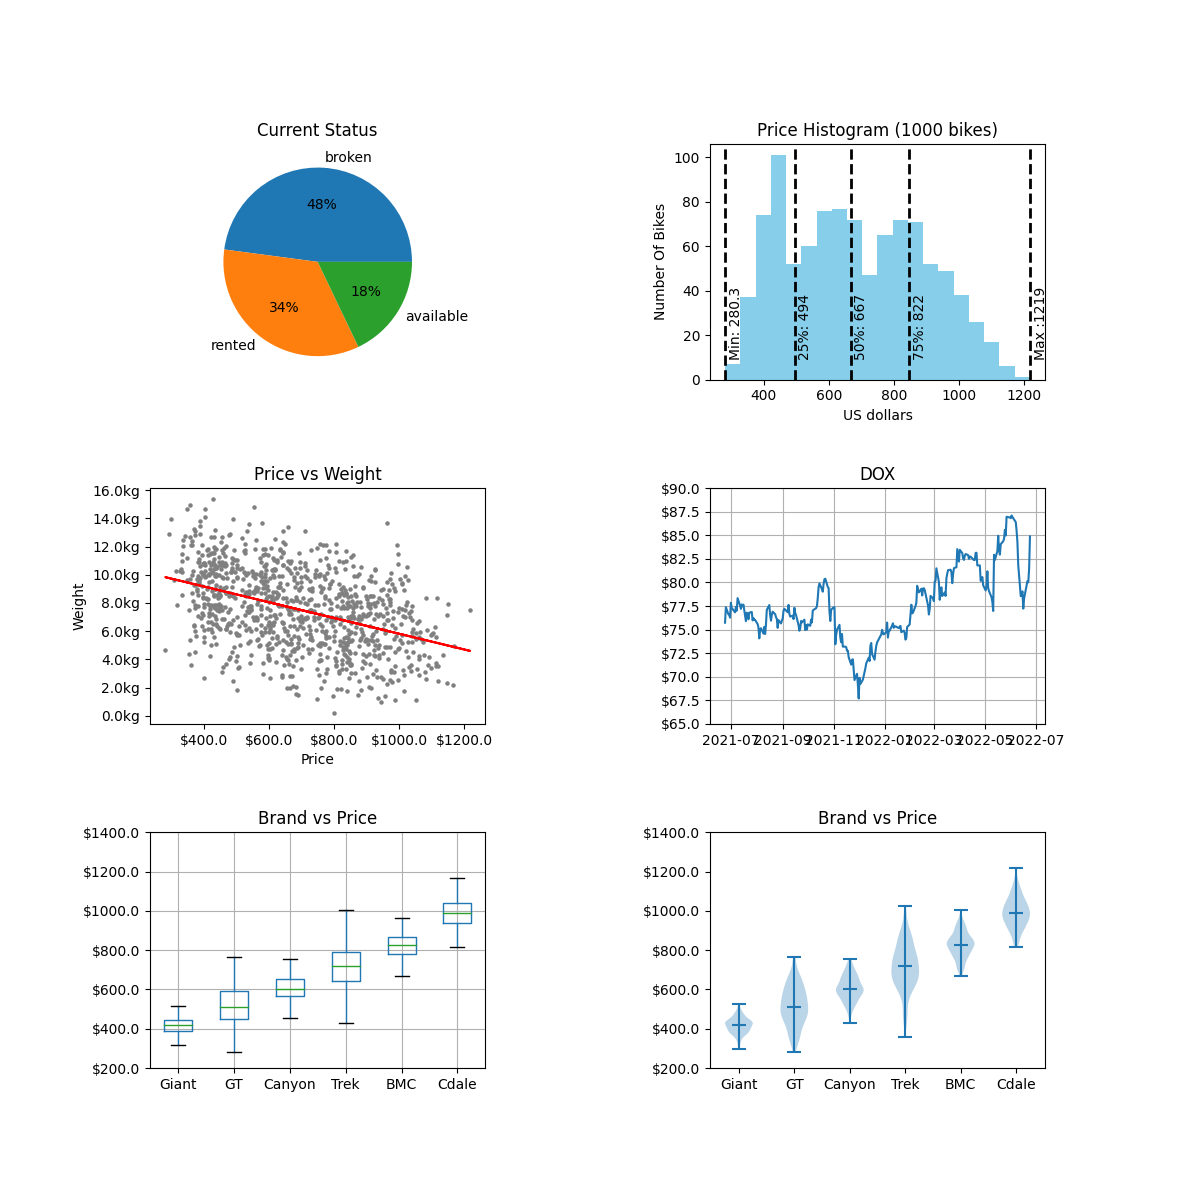 Current Status
broken
48%
34%
18%
available
rented
Price Histogram (1000 bikes)
Number Of Bikes
100
80
60
40
20
0
Min: 280.3
25%: 494
50%: 667
75%: 822
Max :1219
400 600 800 1000 1200
US dollars
Price vs Weight
Weight
16.0kg
14.0kg
12.0kg
10.0kg
8.0kg
6.0kg
4.0kg
2.0kg
0.0kg
$400.0 $600.0 $800.0 $1000.0 $1200.0
Price
DOX
$90.0
$87.5
$85.0
$82.5
$80.0
$77.5
$75.0
$72.5
$70.0
$67.5
$65.0
2021-07 2021-09 2021-11 2022-01 2022-03 2022-05 2022-07
Brand vs Price
$1400.0
$1200.0
$1000.0
$800.0
$600.0
$400.0
$200.0
Giant GT Canyon Trek BMC Cdale
Brand vs Price
$1400.0
$1200.0
$1000.0
$800.0
$600.0
$400.0
$200.0
Giant GT Canyon Trek BMC Cdale